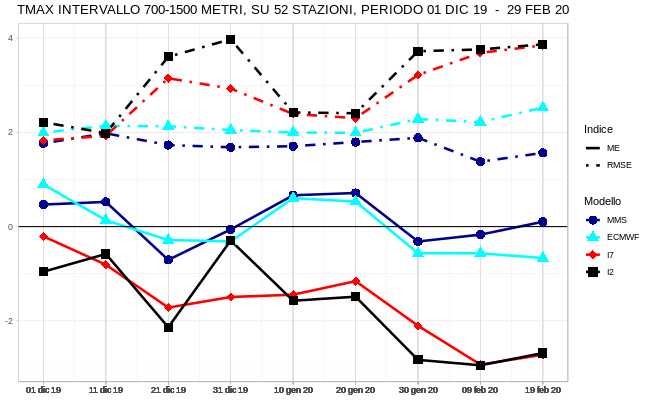 TMAX INTERVALLO 700-1500 METRI, SU 52 STAZIONI, PERIODO 01 DIC 19 - 29 FEB 20
4
2
0
-2
01 dic 19 11 dic 19 21 dic 19 31 dic 19 10 gen 20 20 gen 20 30 gen 20 09 feb 20 19 feb 20
Indice
ME
RMSE
Modello
MMS
ECMWF
I7
I2